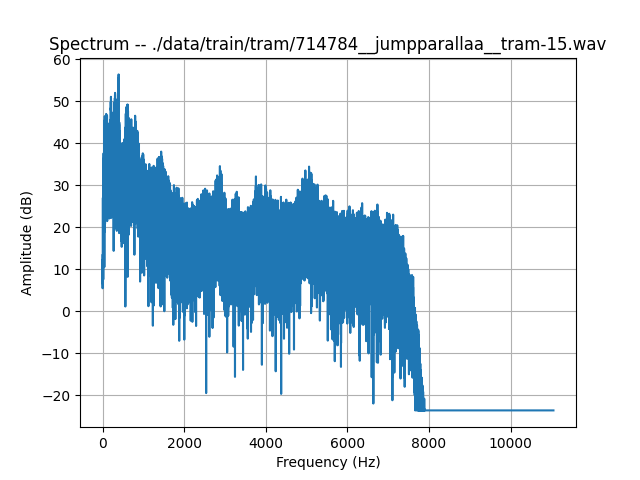 Spectrum -- ./data/train/tram/714784__jumpparallaa__tram-15.wav
60
50
40
30
20
10
0
−10
−20
Amplitude (dB)
0 2000 4000 6000 8000 10000
Frequency (Hz)